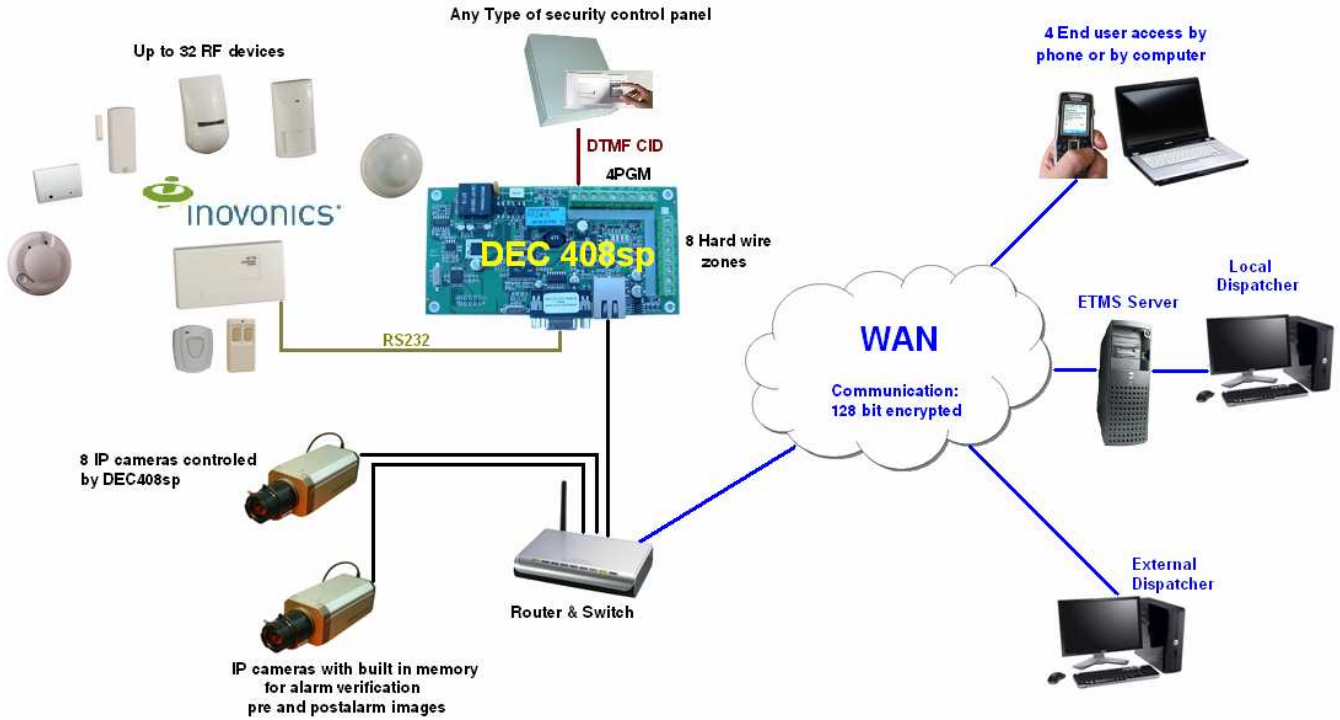 Any Type of security control panel
Up to 32 RF devices
4 End user access by
phone or by computer
DTMF CID
4PGM
inovonics
DEC 408sp
8 Hard wire
zones
RS232
WAN
Communication:
128 bit encrypted
ETMS Server
Local
Dispatcher
8 IP cameras controled
by DEC408sp
Router & Switch
External
Dispatcher
IP cameras with built in memory
for alarm verification
pre and postalarm images